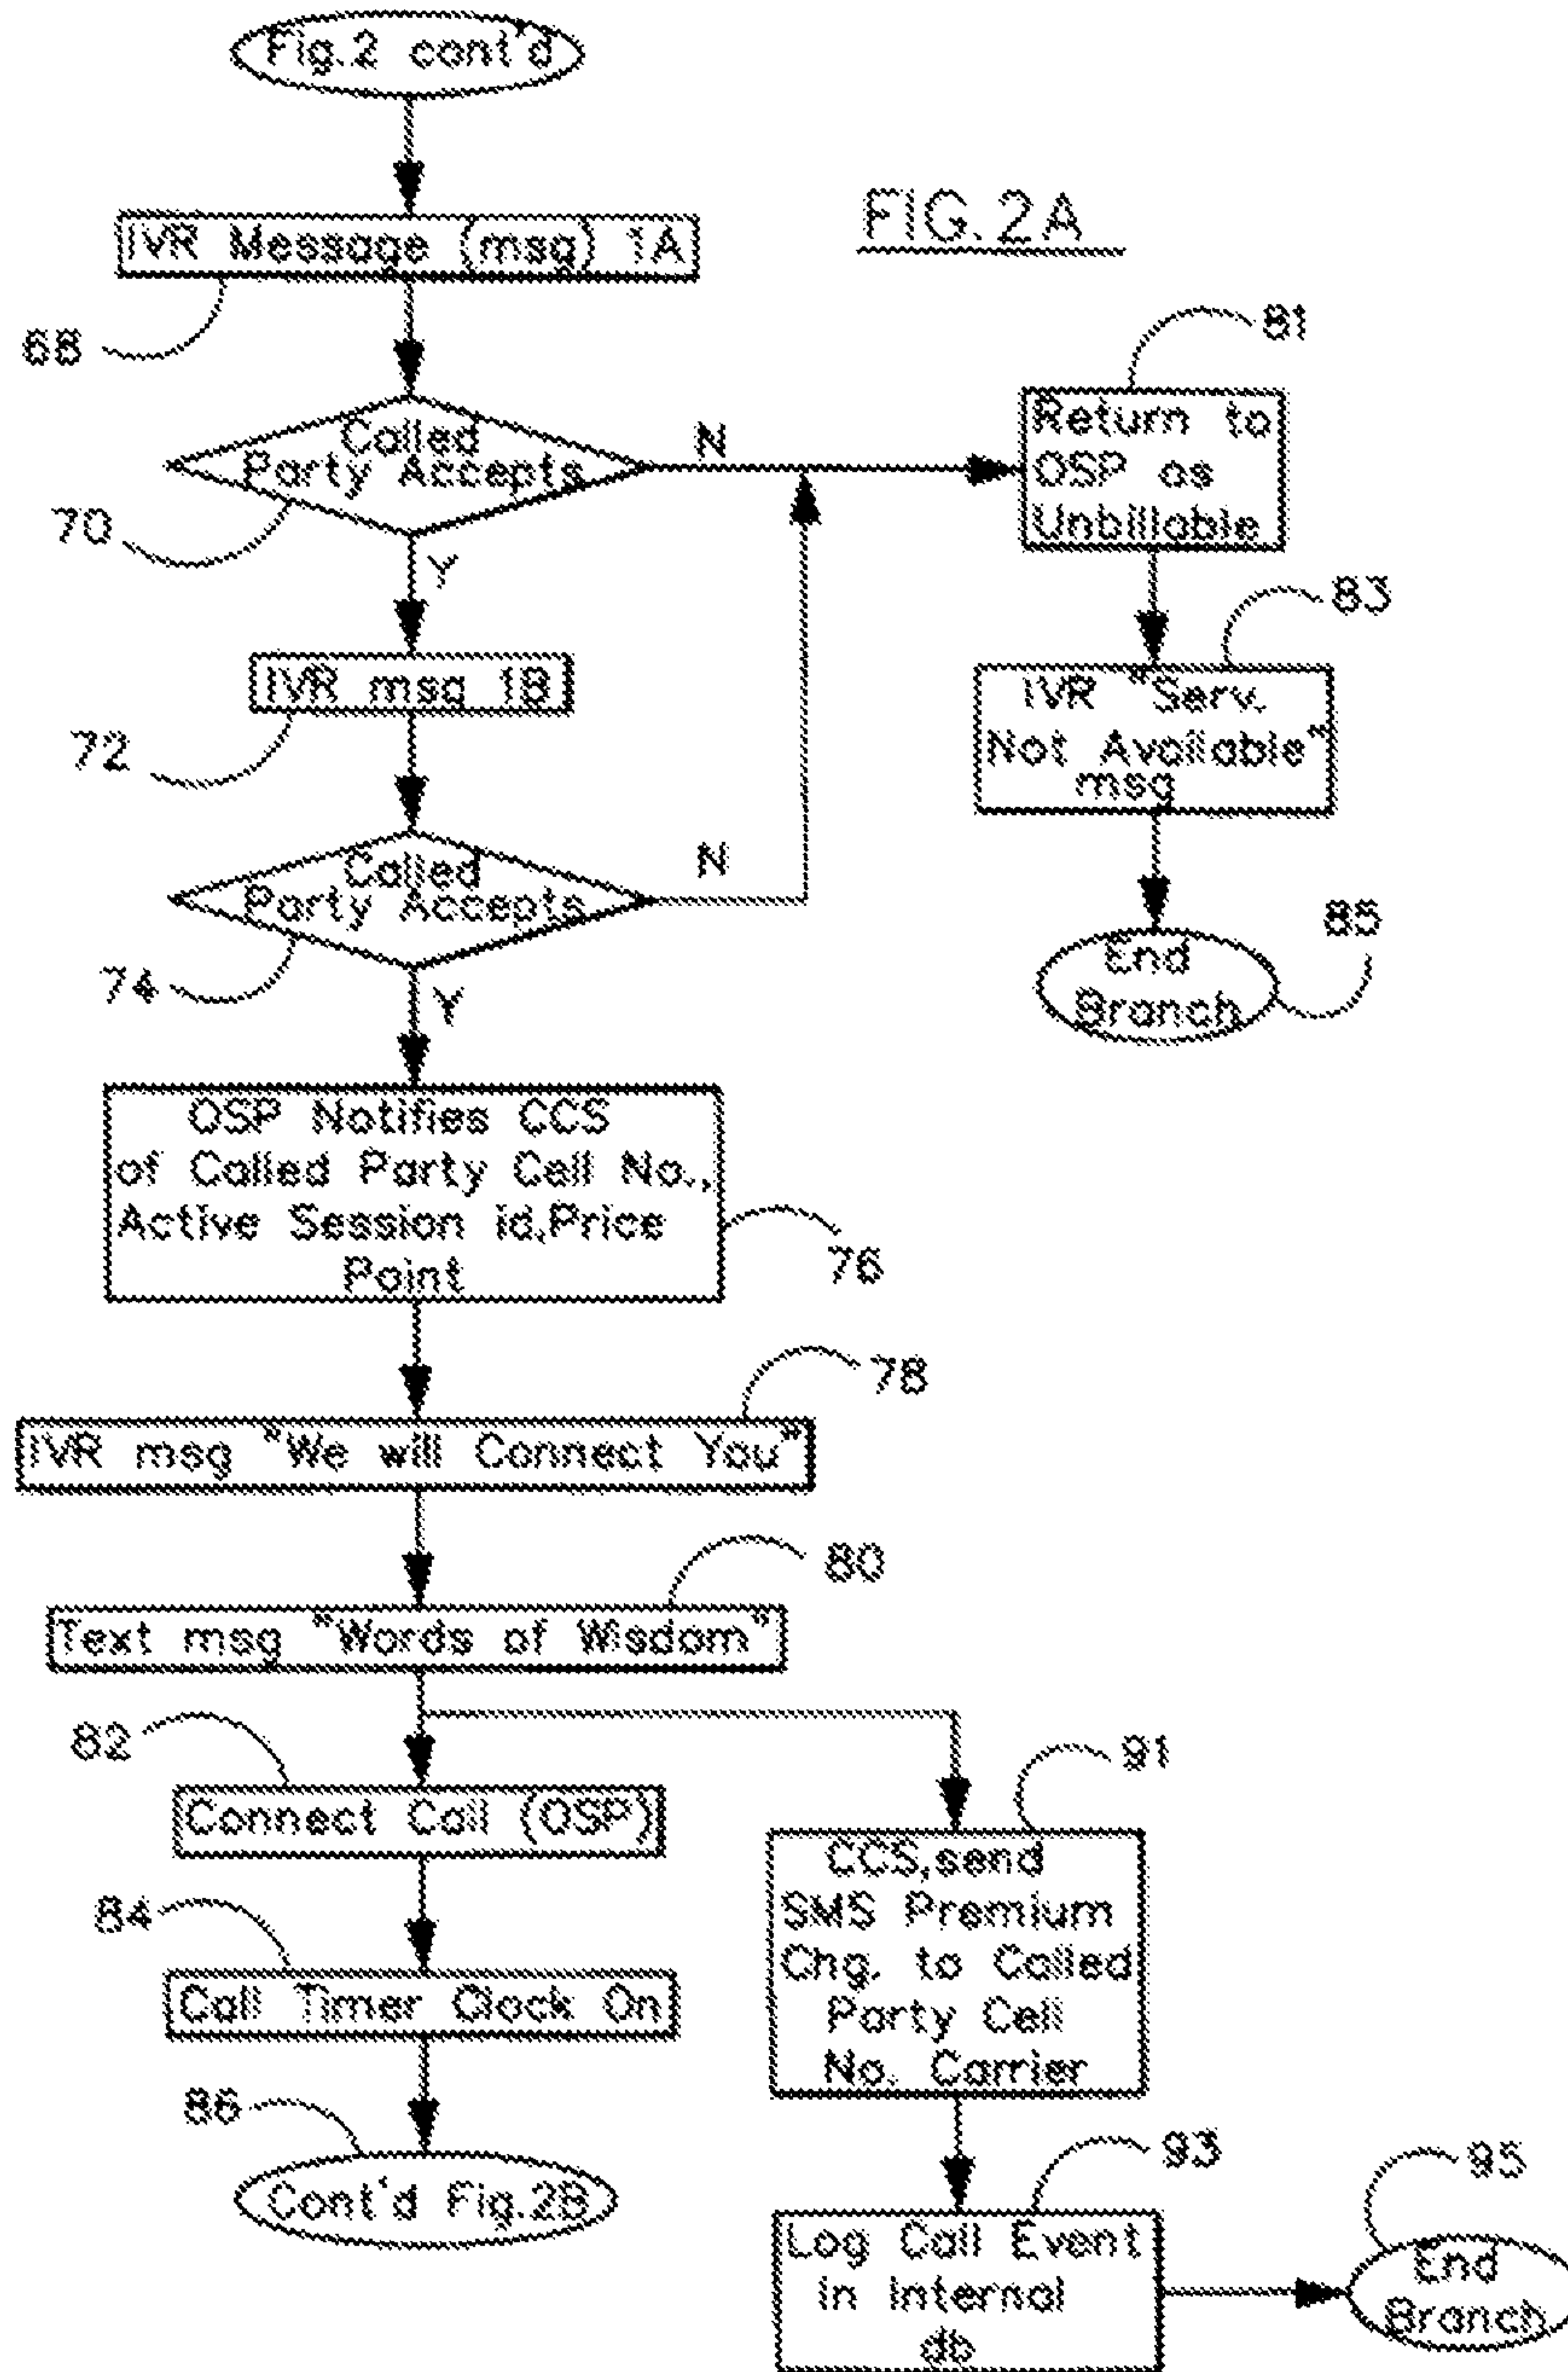 Fig.2 cont'd
FIG.2A
IVR Message (msg) 1A
68
Called
Party Accepts
N
70
Y
81
Return to
OSP as
Unbillable
83
IVR "Serv.
Not Available"
msg
85
End
Branch
IVR msg 1B
72
Called
Party Accepts
N
74
Y
OSP Notifies CCS
of Called Party Cell No.,
Active Session id,Price
Point
76
78
IVR msg "We will Connect You"
80
Text msg "Words of Wisdom"
82
Connect Call (OSP)
84
Call Timer Clock On
86
Cont'd Fig.2B
91
CCS,send
SMS Premium
Chg. to Called
Party Cell
No. Carrier
93
Log Call Event
in Internal
db
95
End
Branch